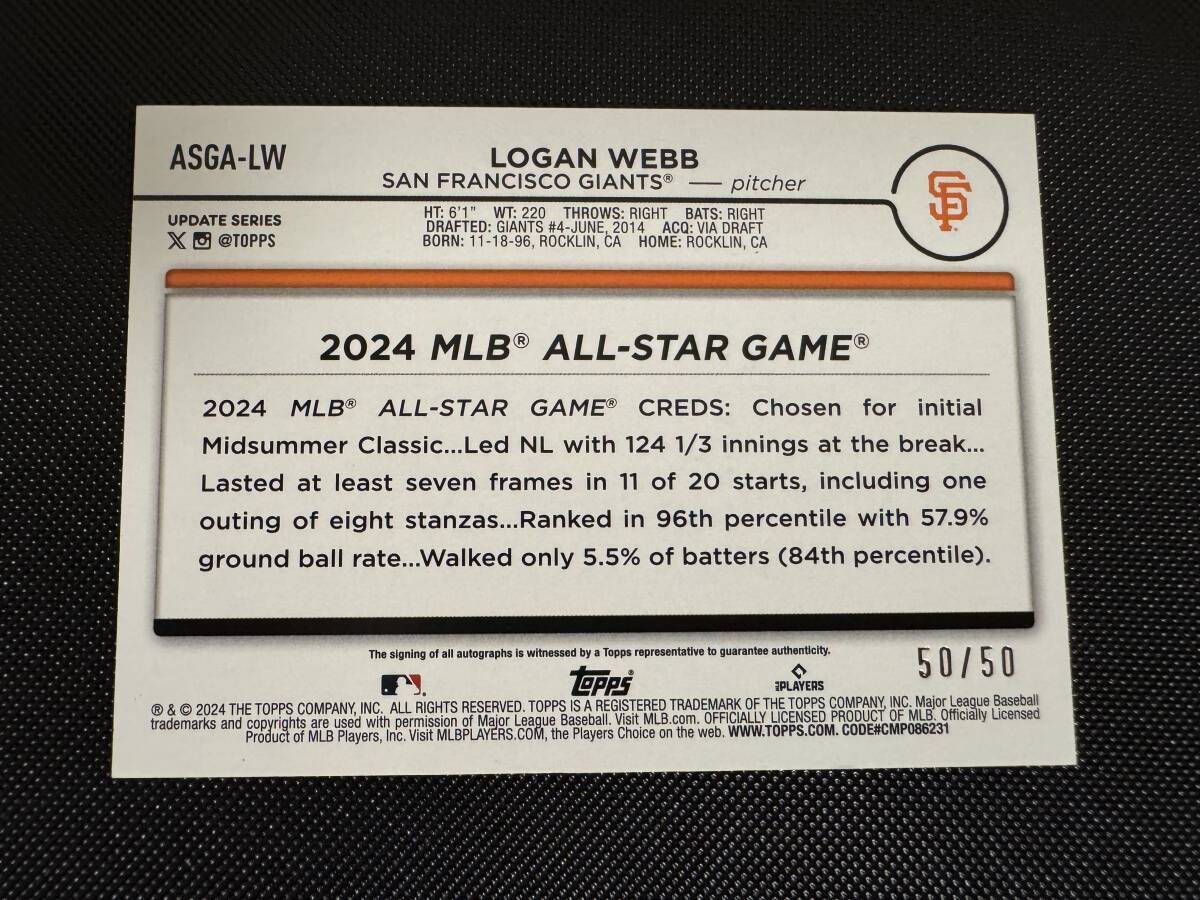 ASGA-LW
LOGAN WEBB
SAN FRANCISCO GIANTS® — pitcher
SF
UPDATE SERIES
@TOPPS
HT: 6'1" WT: 220 THROWS: RIGHT BATS: RIGHT
DRAFTED: GIANTS #4-JUNE, 2014 ACQ: VIA DRAFT
BORN: 11-18-96, ROCKLIN, CA HOME: ROCKLIN, CA
2024 MLB® ALL-STAR GAME®
2024 MLB® ALL-STAR GAME® CREDS: Chosen for initial
Midsummer Classic...Led NL with 124 1/3 innings at the break...
Lasted at least seven frames in 11 of 20 starts, including one
outing of eight stanzas...Ranked in 96th percentile with 57.9%
ground ball rate...Walked only 5.5% of batters (84th percentile).
The signing of all autographs is witnessed by a Topps representative to guarantee authenticity.
50/50
Topps®
MLB PLAYERS
® & © 2024 THE TOPPS COMPANY, INC. ALL RIGHTS RESERVED. TOPPS IS A REGISTERED TRADEMARK OF THE TOPPS COMPANY, INC. Major League Baseball
trademarks and copyrights are used with permission of Major League Baseball. Visit MLB.com. OFFICIALLY LICENSED PRODUCT OF MLB. Officially Licensed
Product of MLB Players, Inc. Visit MLBPLAYERS.COM, the Players Choice on the web. WWW.TOPPS.COM. CODE#CMP086231